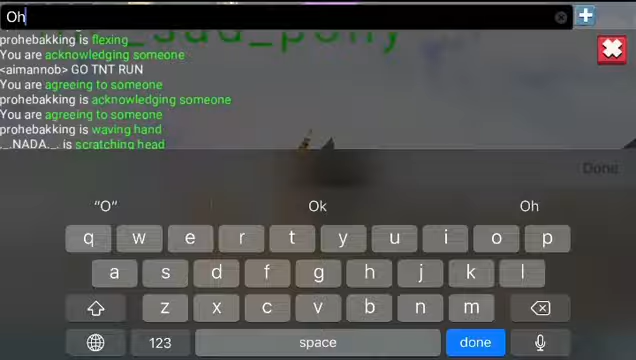 Oh
_sad_pony
prohebakking is flexing
You are acknowledging someone
<aimannob> GO TNT RUN
You are agreeing to someone
prohebakking is acknowledging someone
You are agreeing to someone
prohebakking is waving hand
._.NADA._. is scratching head
Done
"O" Ok Oh
q w e r t y u i o p
a s d f g h j k l
z x c v b n m
123 space done